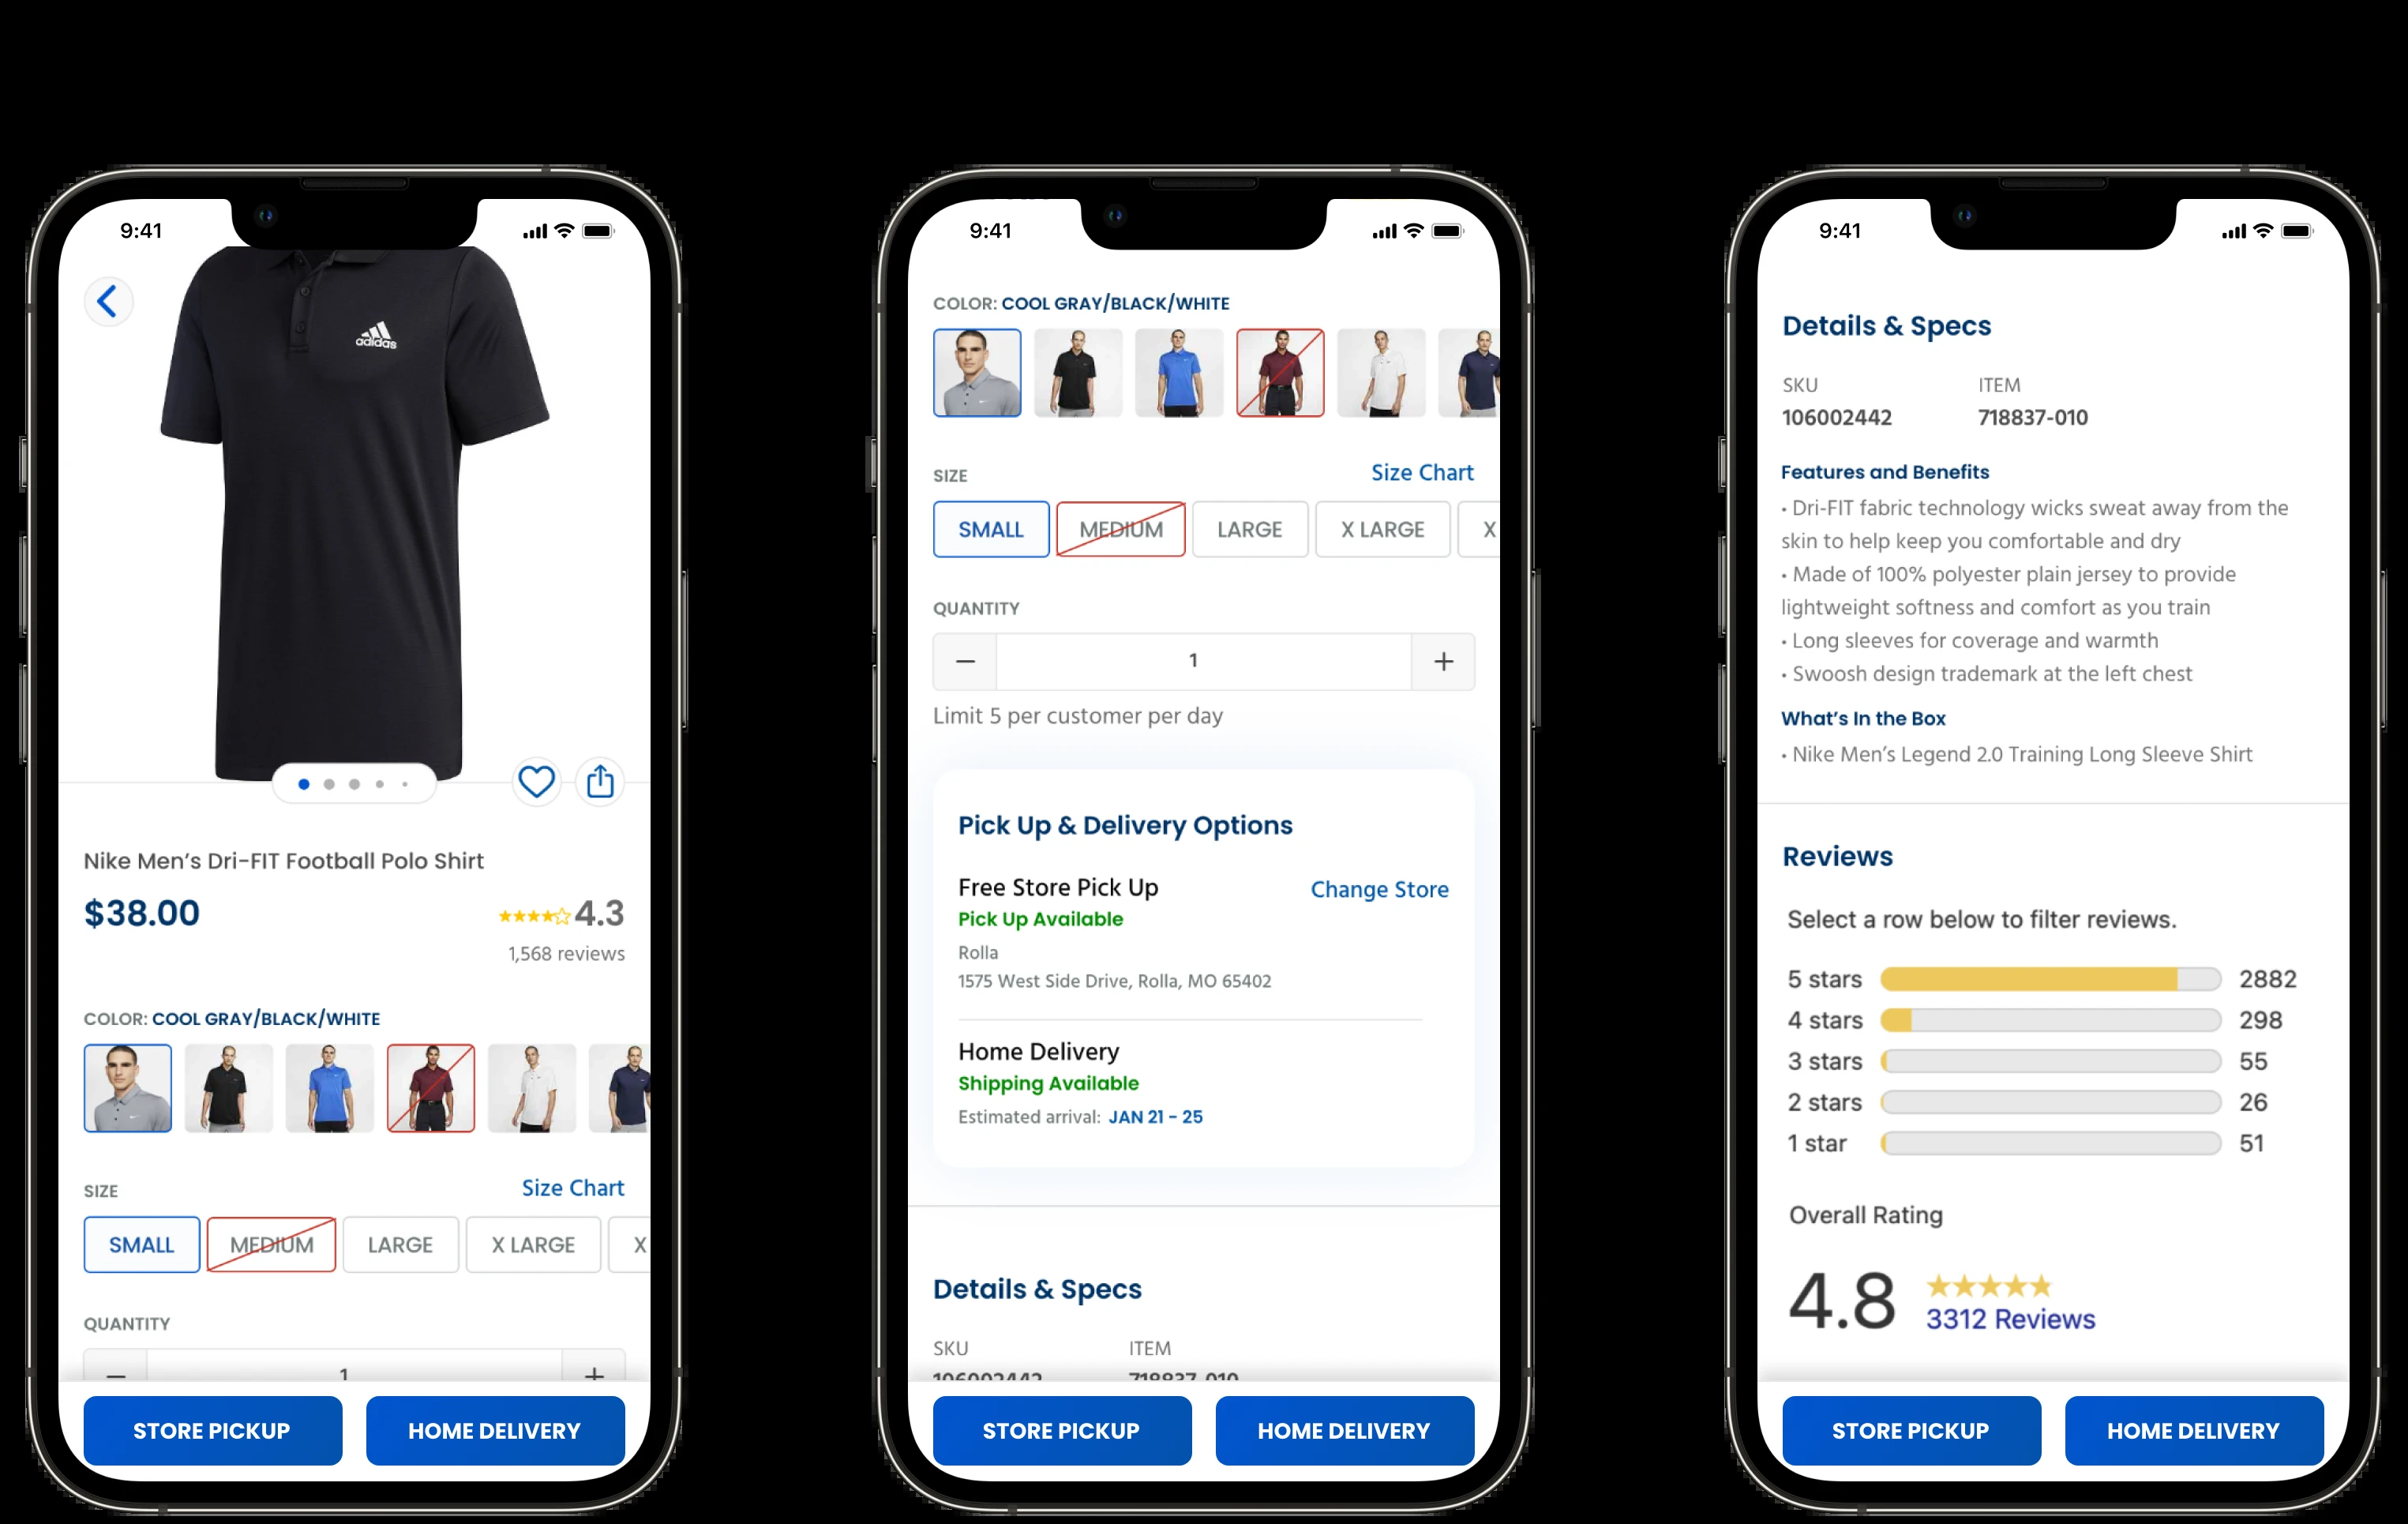 9:41
adidas
Nike Men's Dri-FIT Football Polo Shirt
$38.00
4.3
1,568 reviews
COLOR: COOL GRAY/BLACK/WHITE
SIZE
Size Chart
SMALL
MEDIUM
LARGE
X LARGE
X
QUANTITY
1
STORE PICKUP
HOME DELIVERY
9:41
COLOR: COOL GRAY/BLACK/WHITE
SIZE
Size Chart
SMALL
MEDIUM
LARGE
X LARGE
X
QUANTITY
1
Limit 5 per customer per day
Pick Up & Delivery Options
Free Store Pick Up
Change Store
Pick Up Available
Rolla
1575 West Side Drive, Rolla, MO 65402
Home Delivery
Shipping Available
Estimated arrival: JAN 21 - 25
Details & Specs
SKU
ITEM
106002442
718837-010
STORE PICKUP
HOME DELIVERY
9:41
Details & Specs
SKU
ITEM
106002442
718837-010
Features and Benefits
• Dri-FIT fabric technology wicks sweat away from the
skin to help keep you comfortable and dry
• Made of 100% polyester plain jersey to provide
lightweight softness and comfort as you train
• Long sleeves for coverage and warmth
• Swoosh design trademark at the left chest
What's In the Box
• Nike Men's Legend 2.0 Training Long Sleeve Shirt
Reviews
Select a row below to filter reviews.
5 stars 2882
4 stars 298
3 stars 55
2 stars 26
1 star 51
Overall Rating
4.8
3312 Reviews
STORE PICKUP
HOME DELIVERY